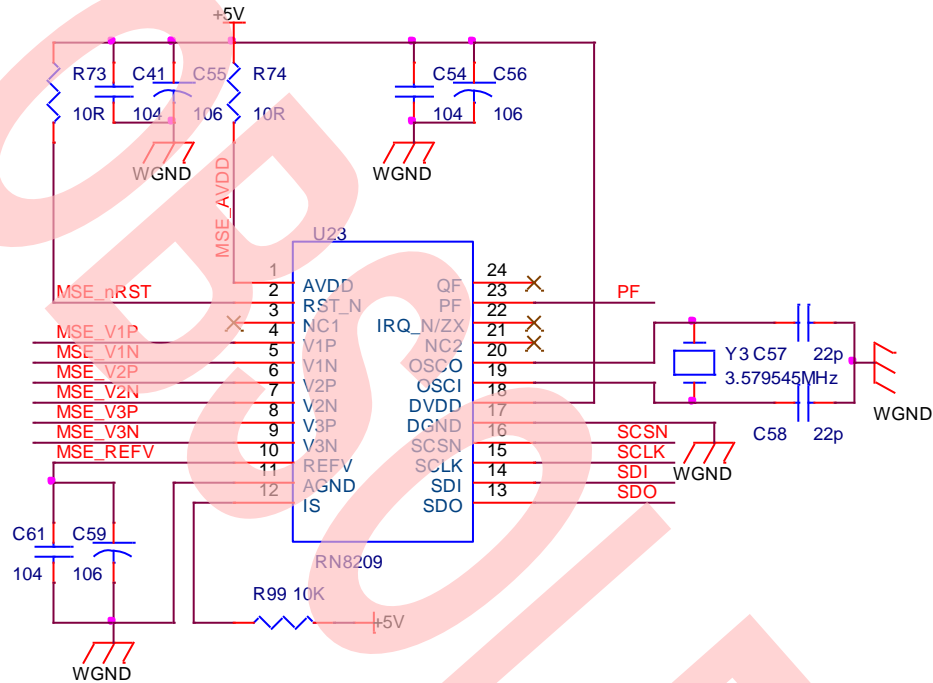 +5V
R73 C41 C55 R74 C54 C56
10R 104 106 10R 104 106
WGND WGND
MSE_AVDD
U23
1 AVDD QF 24
MSE_nRST 2 RST_N PF 23 PF
3 NC1 IRQ_N/ZX 22
MSE_V1P 4 V1P NC2 21
MSE_V1N 5 V1N OSCO 20
MSE_V2P 6 V2P OSCI 19
MSE_V2N 7 V2N DVDD 18
MSE_V3P 8 V3P DGND 17
MSE_V3N 9 V3N SCSN 16 SCSN
MSE_REFV 10 REFV SCLK 15 SCLK
11 AGND SDI 14 SDI
12 IS SDO 13 SDO
Y3 C57 22p
3.579545MHz
WGND
C58 22p
WGND
C61 C59
104 106
RN8209
R99 10K
+5V
WGND